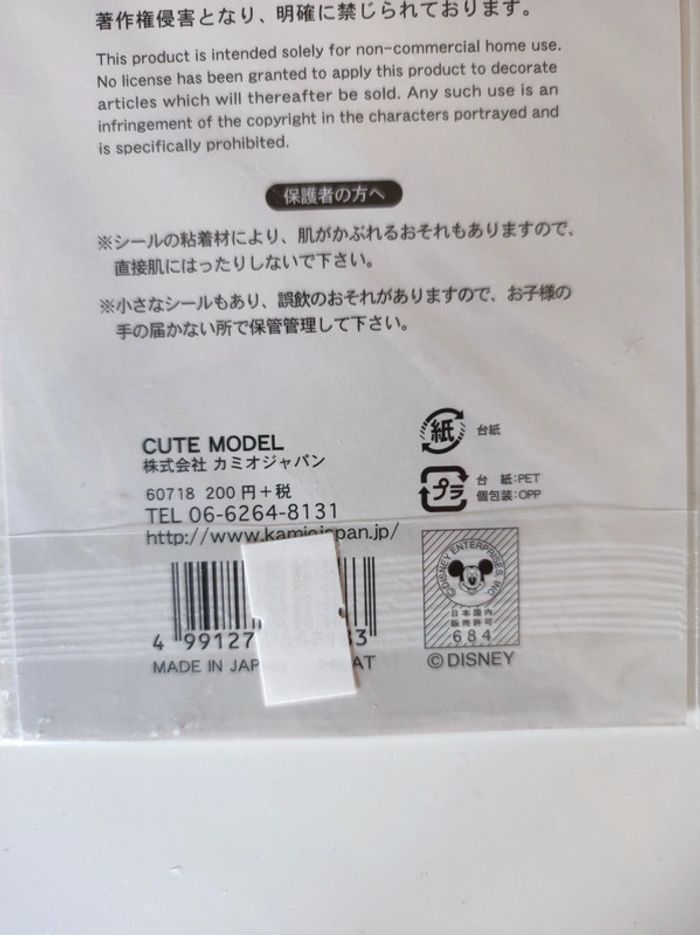 著作権侵害となり、明確に禁じられております。
This product is intended solely for non-commercial home use.
No license has been granted to apply this product to decorate
articles which will thereafter be sold. Any such use is an
infringement of the copyright in the characters portrayed and
is specifically prohibited.
保護者の方へ
※シールの粘着材により、肌がかぶれるおそれもありますので、
直接肌にはったりしないで下さい。
※小さなシールもあり、誤飲のおそれがありますので、お子様の
手の届かない所で保管管理して下さい。
CUTE MODEL
株式会社 カミオジャパン
60718 200円+税
TEL 06-6264-8131
http://www.kamiojapan.jp/
紙 台紙
プラ 台 紙:PET
個包装:OPP
©DISNEY ENTERPRISES, INC.
日本国内
販売許可
684
©DISNEY
4 99127
MADE IN